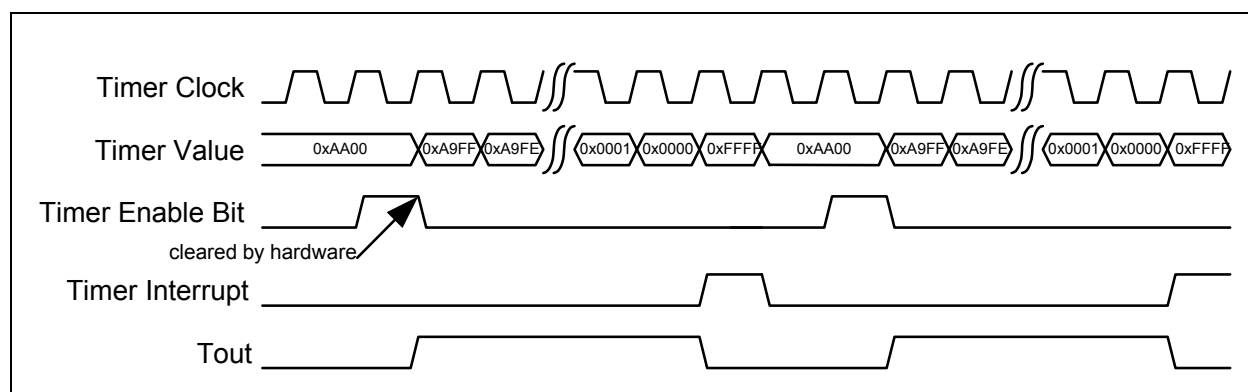 Timer Clock
Timer Value
0xAA00 0xA9FF 0xA9FE 0x0001 0x0000 0xFFFF 0xAA00 0xA9FF 0xA9FE 0x0001 0x0000 0xFFFF
Timer Enable Bit
cleared by hardware
Timer Interrupt
Tout